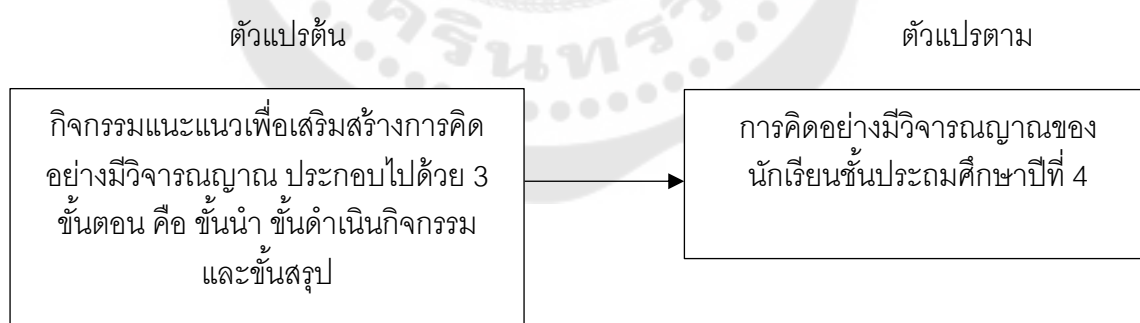 ตัวแปรต้น
ตัวแปรตาม
กิจกรรมแนะแนวเพื่อเสริมสร้างการคิด
อย่างมีวิจารณญาณ ประกอบไปด้วย 3
ขั้นตอน คือ ขั้นนำ ขั้นดำเนินกิจกรรม
และขั้นสรุป
การคิดอย่างมีวิจารณญาณของ
นักเรียนชั้นประถมศึกษาปีที่ 4